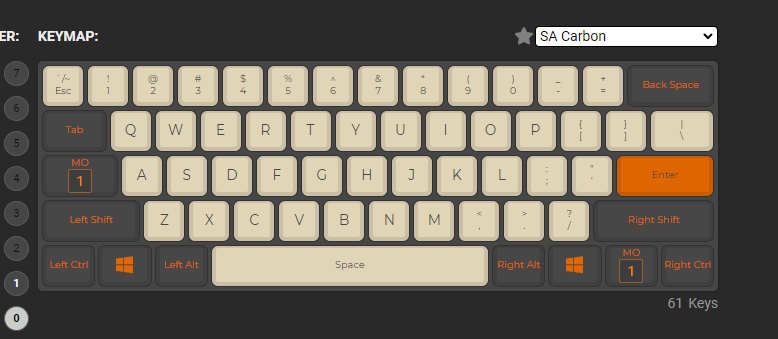 ER: KEYMAP: SA Carbon
7
6
5
4
3
2
1
0
`/~ ! @ # $ % ^ & * ( ) _ +
Esc 1 2 3 4 5 6 7 8 9 0 - = Back Space
Tab Q W E R T Y U I O P { } |
[ ] \
MO
1 A S D F G H J K L : " Enter
; '
Left Shift Z X C V B N M < > ? Right Shift
, . /
Left Ctrl Left Alt Space Right Alt MO Right Ctrl
1
61 Keys